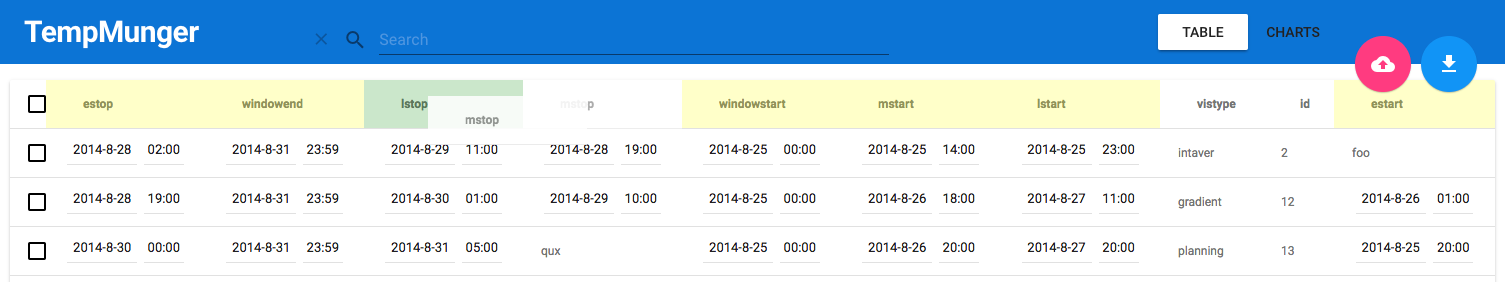 TempMunger Search TABLE CHARTS
estop windowend lstop mstop windowstart mstart lstart vistype id estart
mstop
2014-8-28 02:00 2014-8-31 23:59 2014-8-29 11:00 2014-8-28 19:00 2014-8-25 00:00 2014-8-25 14:00 2014-8-25 23:00 intaver 2 foo
2014-8-28 19:00 2014-8-31 23:59 2014-8-30 01:00 2014-8-29 10:00 2014-8-25 00:00 2014-8-26 18:00 2014-8-27 11:00 gradient 12 2014-8-26 01:00
2014-8-30 00:00 2014-8-31 23:59 2014-8-31 05:00 qux 2014-8-25 00:00 2014-8-26 20:00 2014-8-27 20:00 planning 13 2014-8-25 20:00